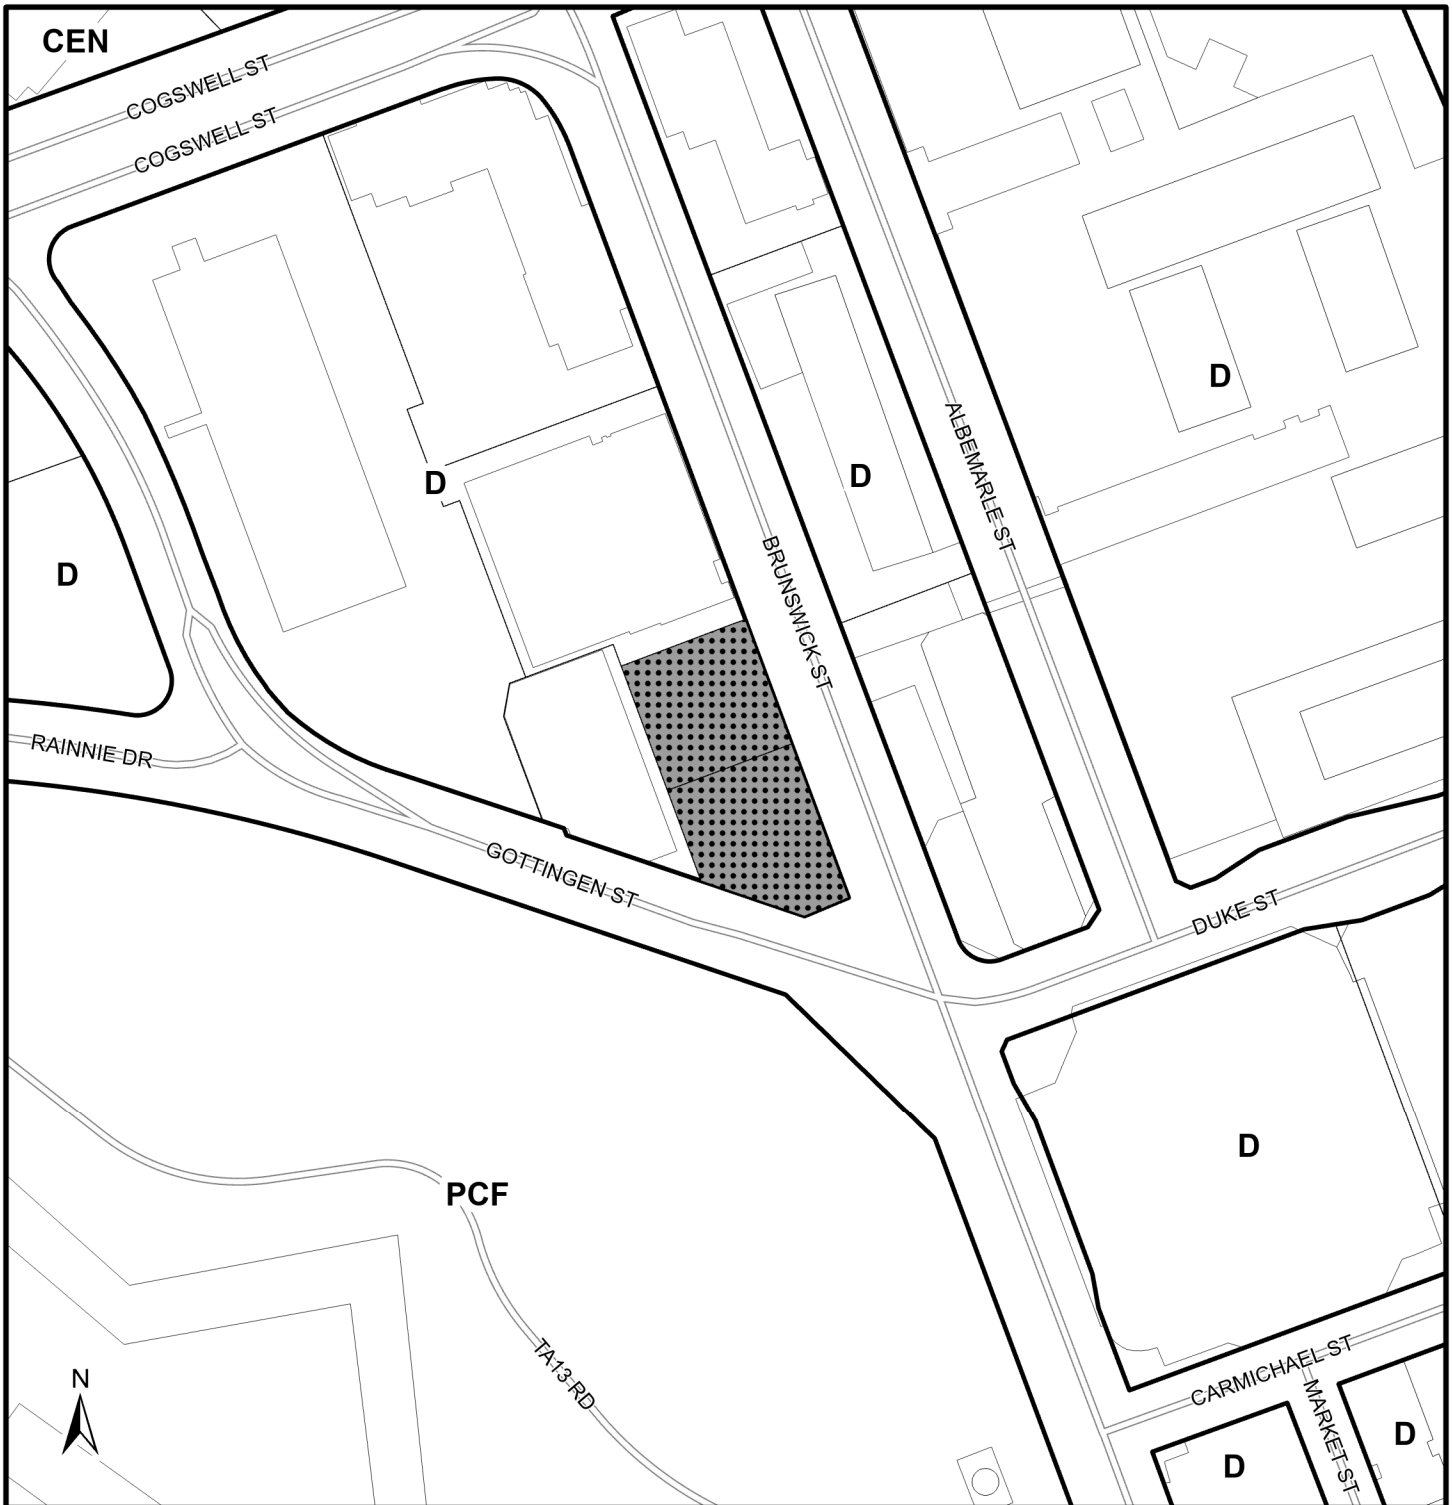 CEN
COGSWELL ST
COGSWELL ST
D
ALBEMARLE ST
D
D
BRUNSWICK ST
D
RAINNIE DR
GOTTINGEN ST
DUKE ST
D
PCF
TA13 RD
CARMICHAEL ST
N
MARKET ST
D
D